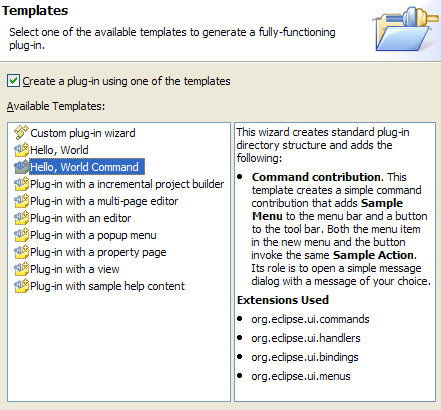 Templates
Select one of the available templates to generate a fully-functioning
plug-in.
Create a plug-in using one of the templates
Available Templates:
Custom plug-in wizard
Hello, World
Hello, World Command
Plug-in with a incremental project builder
Plug-in with a multi-page editor
Plug-in with an editor
Plug-in with a popup menu
Plug-in with a property page
Plug-in with a view
Plug-in with sample help content
This wizard creates standard plug-in
directory structure and adds the
following:
• Command contribution. This
template creates a simple command
contribution that adds Sample
Menu to the menu bar and a button
to the tool bar. Both the menu item
in the new menu and the button
invoke the same Sample Action.
Its role is to open a simple message
dialog with a message of your choice.
Extensions Used
• org.eclipse.ui.commands
• org.eclipse.ui.handlers
• org.eclipse.ui.bindings
• org.eclipse.ui.menus